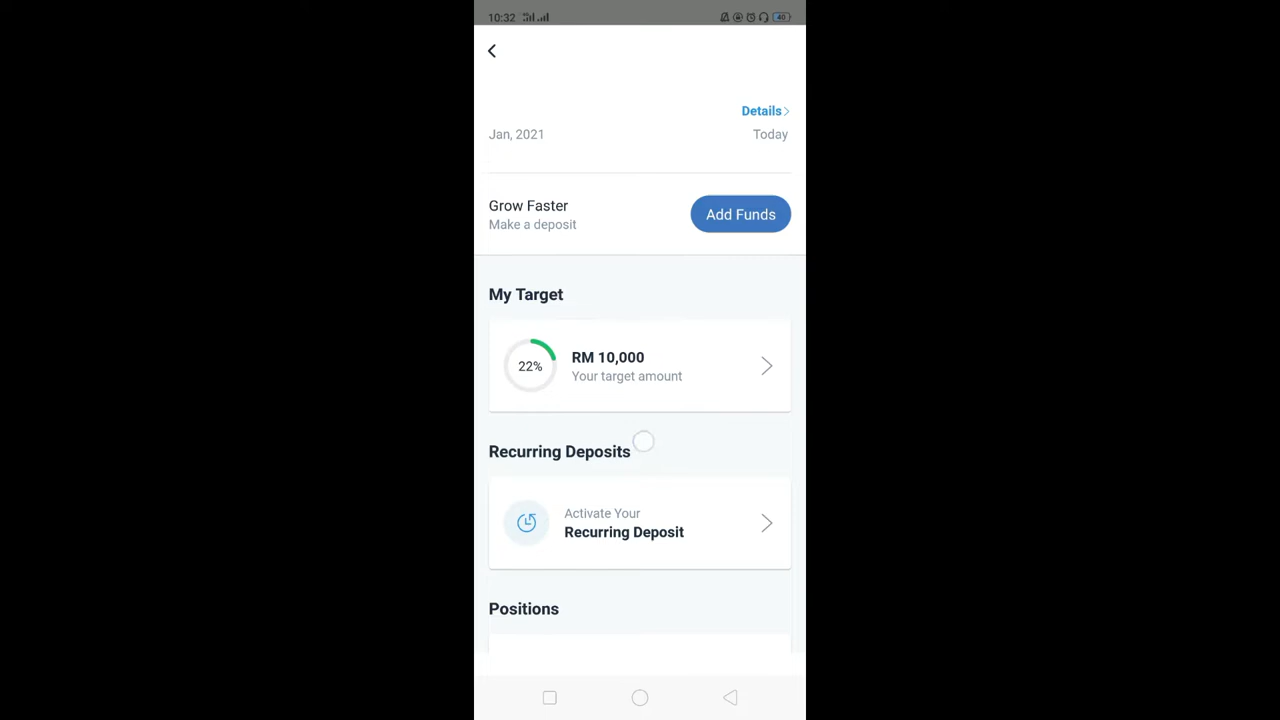 10:32
40
Details
Jan, 2021
Today
Grow Faster
Make a deposit
Add Funds
My Target
22%
RM 10,000
Your target amount
Recurring Deposits
Activate Your
Recurring Deposit
Positions